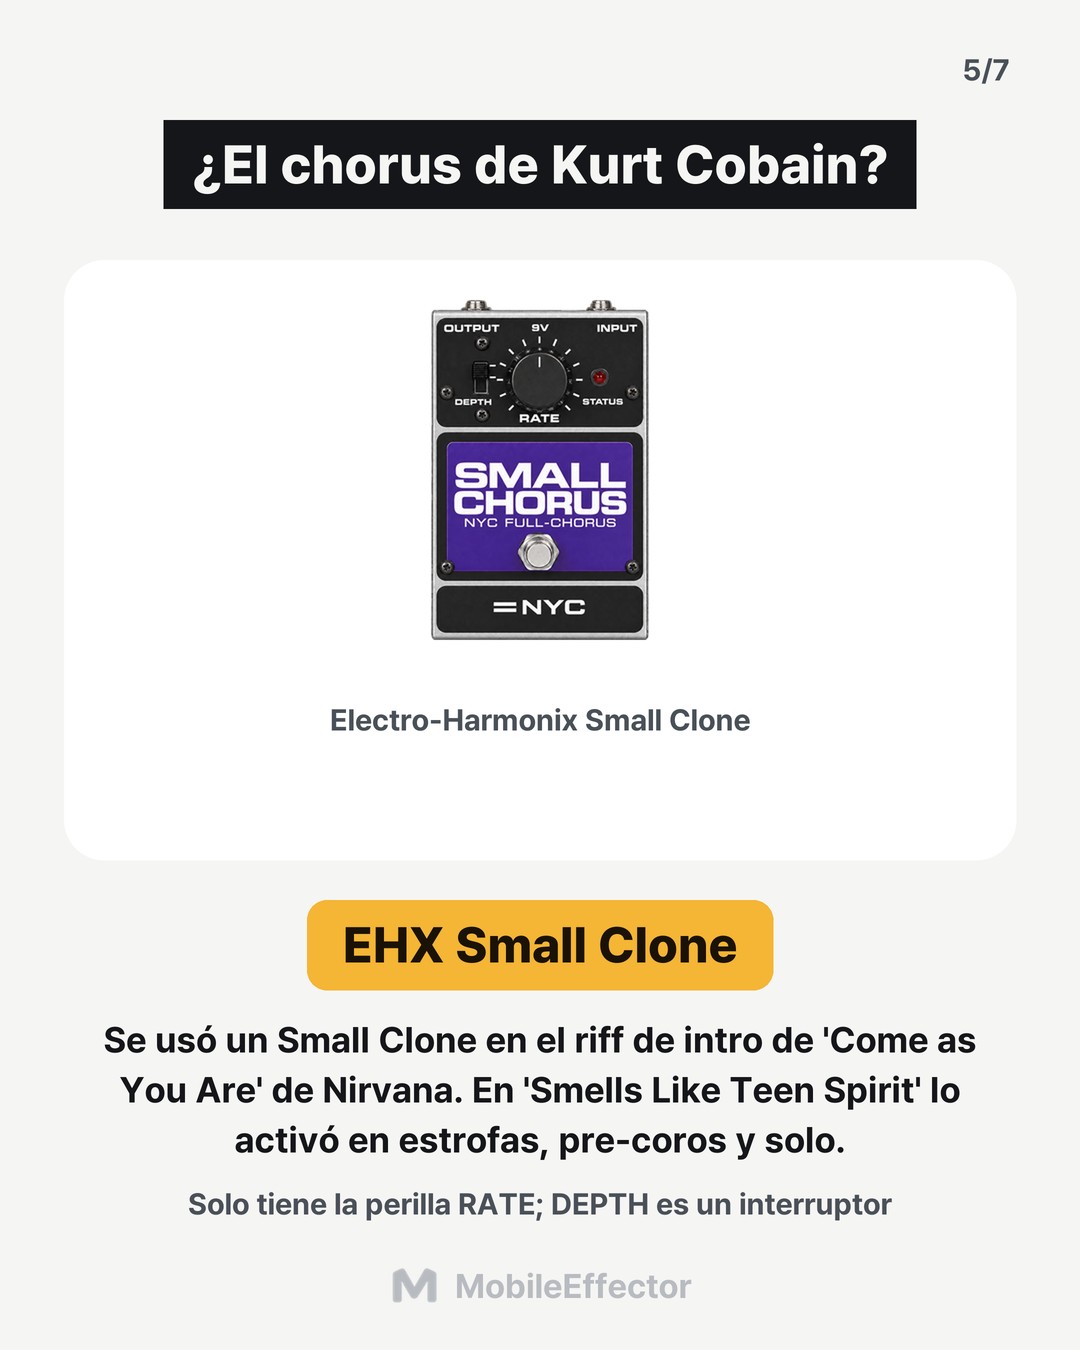 5/7
¿El chorus de Kurt Cobain?
OUTPUT 9V INPUT
DEPTH STATUS
RATE
SMALL
CHORUS
NYC FULL-CHORUS
=NYC
Electro-Harmonix Small Clone
EHX Small Clone
Se usó un Small Clone en el riff de intro de 'Come as
You Are' de Nirvana. En 'Smells Like Teen Spirit' lo
activó en estrofas, pre-coros y solo.
Solo tiene la perilla RATE; DEPTH es un interruptor
MobileEffector